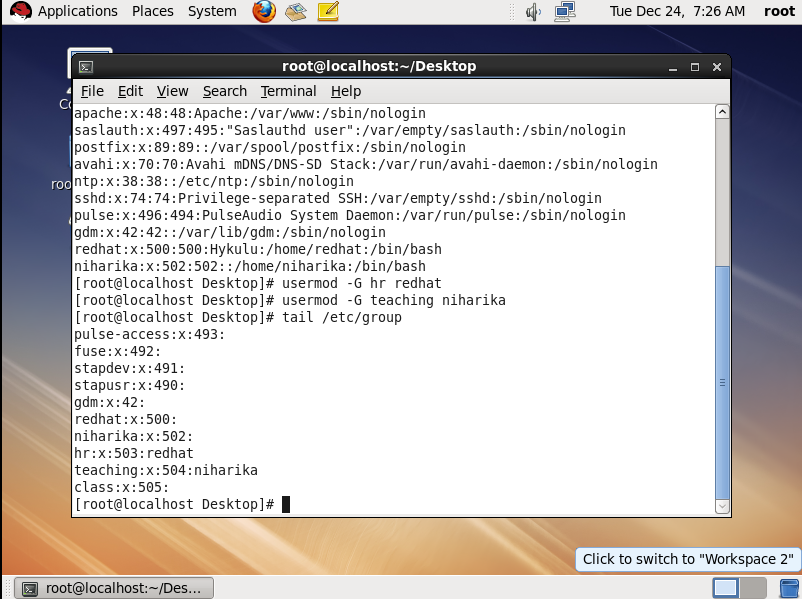 Applications Places System Tue Dec 24, 7:26 AM root
root@localhost:~/Desktop
File Edit View Search Terminal Help
apache:x:48:48:Apache:/var/www:/sbin/nologin
saslauth:x:497:495:"Saslauthd user":/var/empty/saslauth:/sbin/nologin
postfix:x:89:89::/var/spool/postfix:/sbin/nologin
avahi:x:70:70:Avahi mDNS/DNS-SD Stack:/var/run/avahi-daemon:/sbin/nologin
ntp:x:38:38::/etc/ntp:/sbin/nologin
sshd:x:74:74:Privilege-separated SSH:/var/empty/sshd:/sbin/nologin
pulse:x:496:494:PulseAudio System Daemon:/var/run/pulse:/sbin/nologin
gdm:x:42:42::/var/lib/gdm:/sbin/nologin
redhat:x:500:500:Hykulu:/home/redhat:/bin/bash
niharika:x:502:502::/home/niharika:/bin/bash
[root@localhost Desktop]# usermod -G hr redhat
[root@localhost Desktop]# usermod -G teaching niharika
[root@localhost Desktop]# tail /etc/group
pulse-access:x:493:
fuse:x:492:
stapdev:x:491:
stapusr:x:490:
gdm:x:42:
redhat:x:500:
niharika:x:502:
hr:x:503:redhat
teaching:x:504:niharika
class:x:505:
[root@localhost Desktop]#
Click to switch to "Workspace 2"
root@localhost:~/Des...